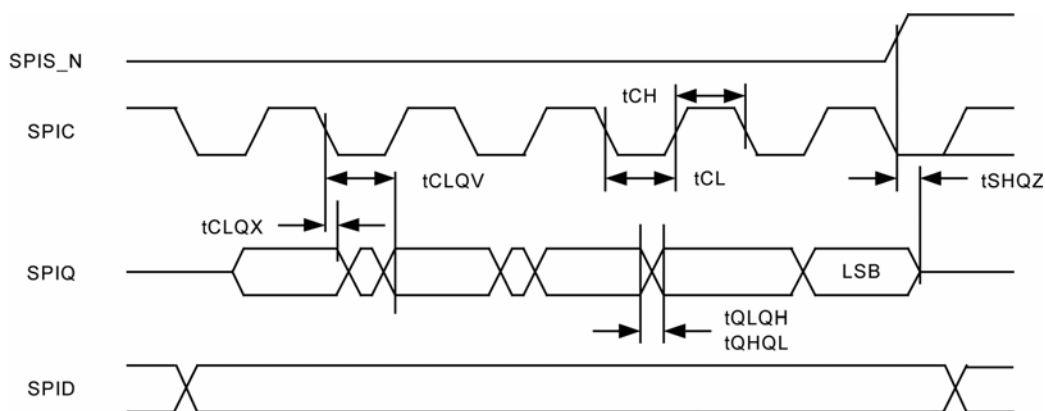 SPIS_N
tCH
SPIC
tCLQV
tCL
tSHQZ
tCLQX
SPIQ
LSB
tQLQH
tQHQL
SPID